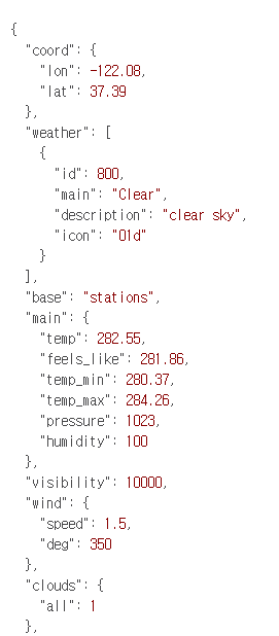 {
"coord": {
"lon": -122.08,
"lat": 37.39
},
"weather": [
{
"id": 800,
"main": "Clear",
"description": "clear sky",
"icon": "01d"
}
],
"base": "stations",
"main": {
"temp": 282.55,
"feels_like": 281.86,
"temp_min": 280.37,
"temp_max": 284.26,
"pressure": 1023,
"humidity": 100
},
"visibility": 10000,
"wind": {
"speed": 1.5,
"deg": 350
},
"clouds": {
"all": 1
},